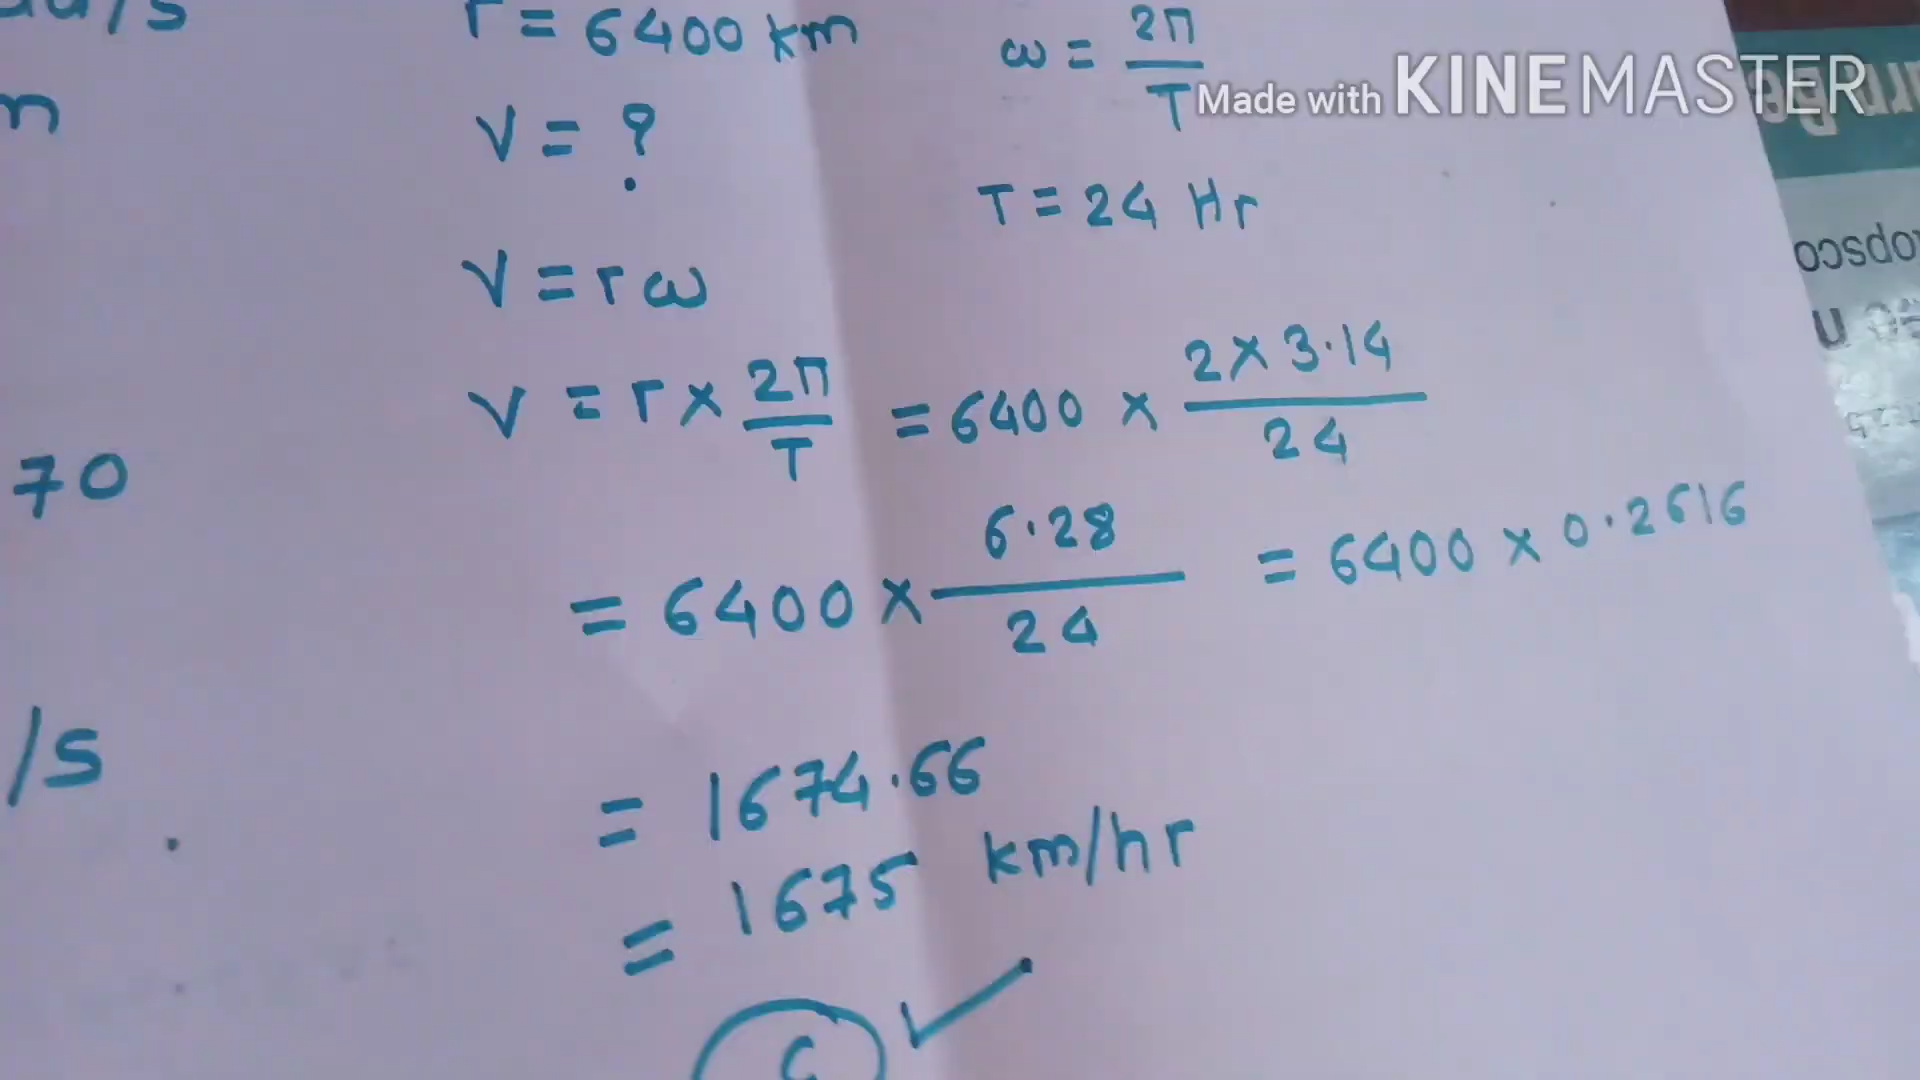 r = 6400 km
ω = 2π/T
Made with KINEMASTER
n
V = ?
T = 24 Hr
V = rω
V = r × 2π/T = 6400 × 2 × 3.14/24
70
= 6400 × 6.28/24 = 6400 × 0.2616
/s
= 1674.66
= 1675 km/hr
C